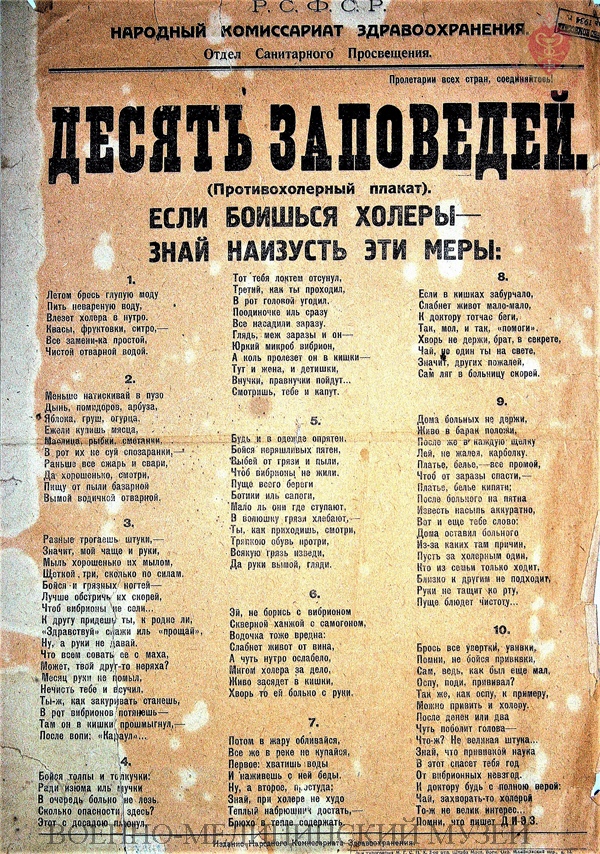 Р.С.Ф.С.Р.
НАРОДНЫЙ КОМИССАРИАТ ЗДРАВООХРАНЕНИЯ.
Отдел Санитарного Просвещения.
Пролетарии всех стран, соединяйтесь!
ДЕСЯТЬ ЗАПОВЕДЕЙ.
(Противохолерный плакат).
ЕСЛИ БОИШЬСЯ ХОЛЕРЫ—
ЗНАЙ НАИЗУСТЬ ЭТИ МЕРЫ:
1.
Летом брось глупую моду
Пить невареную воду,
Влезет холера в нутро.
Квасы, фруктовки, ситро,—
Все замени-ка простой,
Чистой отварной водой.
2.
Меньше натискивай в пузо
Дынь, помидоров, арбуза,
Яблока, груш, огурца.
Ежели купишь мясца,
Маслица, рыбки, сметанки,
В рот их не суй спозаранки,—
Раньше все сжарь и свари,
Да хорошенько, смотри,
Пищу от пыли базарной
Вымой водичкой отварной.
3.
Разные трогаешь штуки,—
Значит, мой чаще и руки,
Мыль хорошенько их мылом,
Щеткой три, сколько по силам.
Бойся и грязных ногтей—
Лучше обстричь их скорей,
Чтоб вибрионы не сели...
К другу придешь ты, к родне ли,
«Здравствуй» скажи иль «прощай»,
Ну, а руки не давай.
Что всем совать ее с маха,
Может, твой друг-то неряха?
Месяц руки не помыл,
Нечисть тебе и всучил.
Ты-ж, как закуривать станешь,
В рот вибрионов потянешь—
Там он в кишки прошмыгнул,—
После вопи: «Караул»...
4.
Бойся толпы и толкучки:
Ради изюма иль вучки
В очередь больно не лезь.
Сколько опасности здесь?
Этот с досадою плюнул,
Тот тебя локтем отсунул,
Третий, как ты проходил,
В рот головой угодил.
Поодиночке иль сразу
Все насадили заразу.
Глядь, меж заразы и он—
Юркий микроб вибрион,
А коль пролезет он в кишки—
Тут и жена, и детишки,
Внучки, правнучки пойдут...
Смотришь, тебе и капут.
5.
Будь и в одежде опрятен,
Бойся неряшливых пятен,
Выбей от грязи и пыли,
Чтоб вибрионы не жили.
Пуще всего береги
Ботики иль сапоги,
Мало ль они где ступают,
В волюшку грязи хлебают,—
Ты, как приходишь, смотри,
Тряпкою обувь протри,
Всякую грязь изведи,
Да руки вымой, гляди.
6.
Эй, не борись с вибрионом
Скверной ханжой с самогоном,
Водочка тоже вредна:
Слабнет живот от вина,
А чуть нутро ослабело,
Мигом холера за дело,
Живо засядет в кишки,
Хворь то ей больно с руки.
7.
Потом в жару обливайся,
Все же в реке не купайся,
Первое: хватишь воды
И наживешь с ней беды.
Ну, а второе, простуда;
Знай, при холере не худо
Теплый набрюшник достать,—
Брюхо в тепле содержать.
8.
Если в кишках забурчало,
Слабнет живот мало-мало,
К доктору тотчас беги,
Так, мол, и так, «помоги».
Хворь не держи, брат, в секрете,
Чай, не один ты на свете,
Значит, других пожалей,
Сам ляг в больницу скорей.
9.
Дома больных не держи,
Живо в барак положи,
После же в каждую щелку
Лей, не жалея, карболку.
Платье, белье,—все промой,
Чтоб от заразы спасти,—
Платье, белье кипяти;
После больного на пятна
Известь насыпь аккуратно,
Вот и еще тебе слово:
Дома оставил больного
Из-за каких там причин,
Пусть за холерным один,
Кто из семьи только ходит,
Близко к другим не подходит,
Руки не тащит ко рту,
Пуще блюдет чистоту...
10.
Брось все увертки, увивки,
Помни, не бойся прививки,
Сам, ведь, как был еще мал,
Оспу, поди, прививал?
Так же, как оспу, к примеру,
Можно привить и холеру.
После денек или два
Чуть поболит голова—
Что-ж? Не великая штука...
Знай, что прививкой наука
В этот спасет тебя год
От вибрионных невзгод.
И доктору будь с полною верой:
Чай, захворать-то холерой
То-ж не велик интерес...
Помни, что пишет ДИЭЗ.
Издание Народного Комиссариата Здравоохранения.
ВОЕННО-МЕДИЦИНСКИЙ МУЗЕЙ